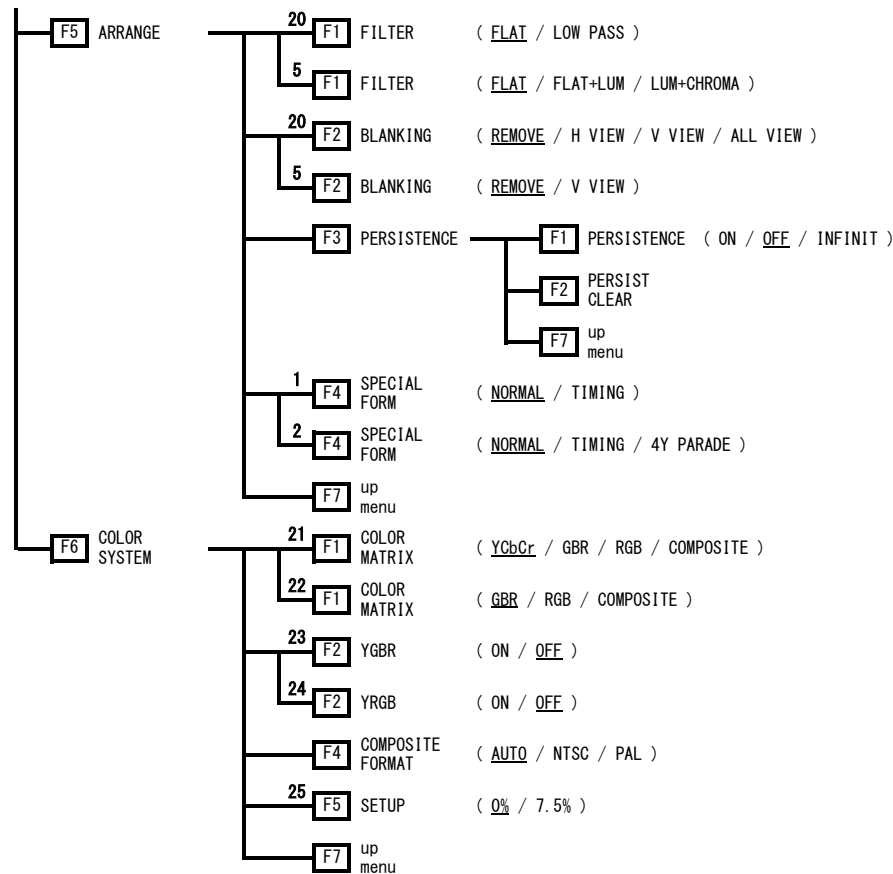 F5 ARRANGE 20 F1 FILTER ( FLAT / LOW PASS )
5 F1 FILTER ( FLAT / FLAT+LUM / LUM+CHROMA )
20 F2 BLANKING ( REMOVE / H VIEW / V VIEW / ALL VIEW )
5 F2 BLANKING ( REMOVE / V VIEW )
F3 PERSISTENCE F1 PERSISTENCE ( ON / OFF / INFINIT )
F2 PERSIST
CLEAR
F7 up
menu
1 F4 SPECIAL
FORM ( NORMAL / TIMING )
2 F4 SPECIAL
FORM ( NORMAL / TIMING / 4Y PARADE )
F7 up
menu
F6 COLOR
SYSTEM
21 F1 COLOR
MATRIX ( YCbCr / GBR / RGB / COMPOSITE )
22 F1 COLOR
MATRIX ( GBR / RGB / COMPOSITE )
23 F2 YGBR ( ON / OFF )
24 F2 YRGB ( ON / OFF )
F4 COMPOSITE
FORMAT ( AUTO / NTSC / PAL )
25 F5 SETUP ( 0% / 7.5% )
F7 up
menu